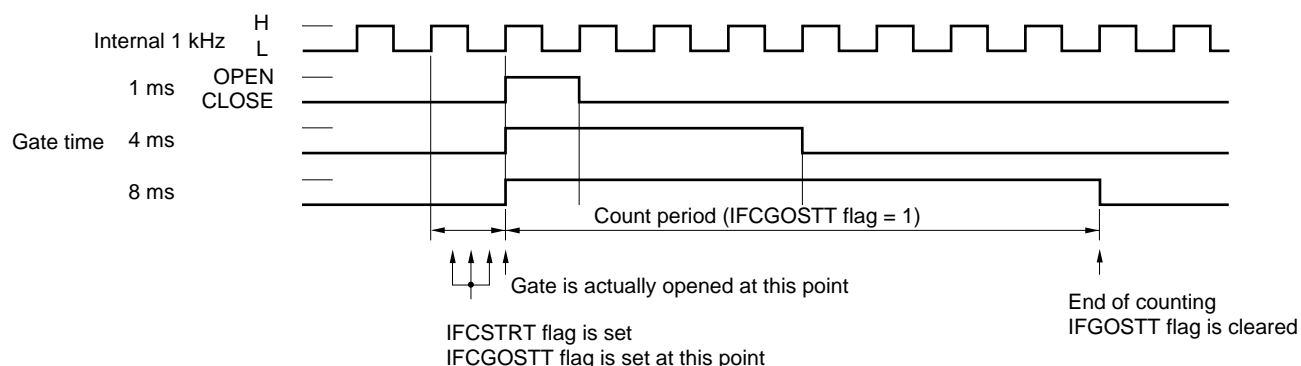 H
Internal 1 kHz
L
OPEN
1 ms
CLOSE
Gate time
4 ms
8 ms
Count period (IFCGOSTT flag = 1)
Gate is actually opened at this point
IFCSTRT flag is set
IFCGOSTT flag is set at this point
End of counting
IFGOSTT flag is cleared